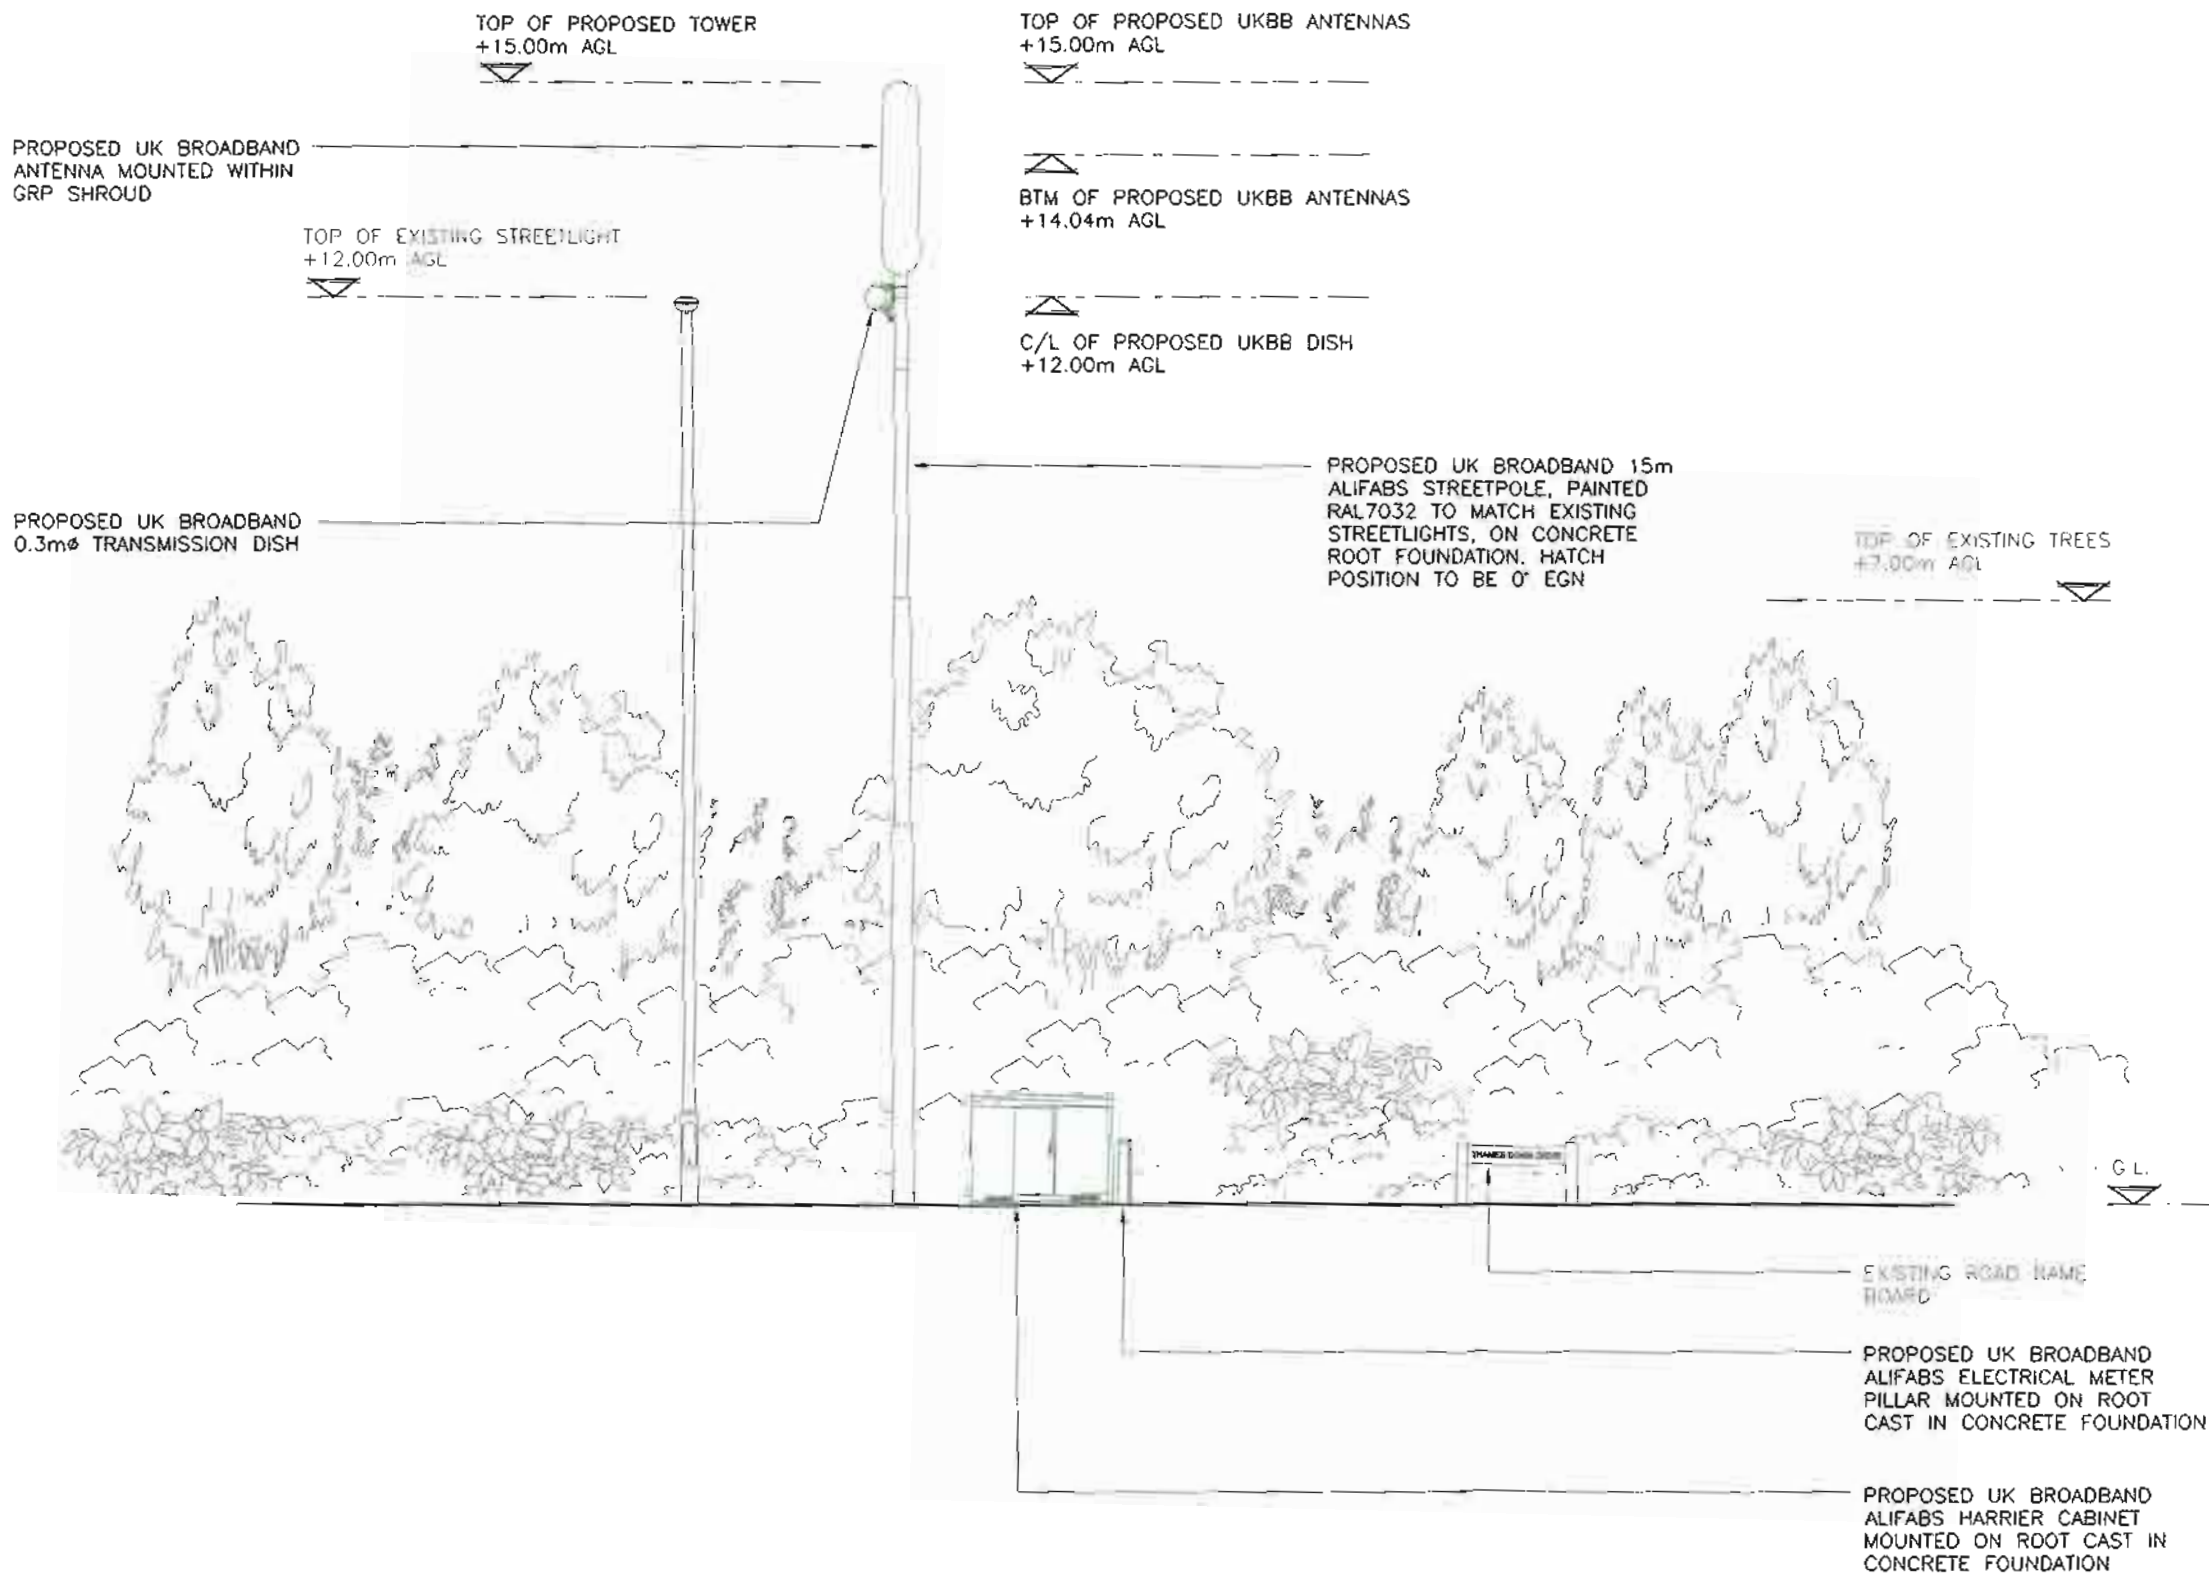 TOP OF PROPOSED TOWER
+15.00m AGL
TOP OF PROPOSED UKBB ANTENNAS
+15.00m AGL
PROPOSED UK BROADBAND
ANTENNA MOUNTED WITHIN
GRP SHROUD
BTM OF PROPOSED UKBB ANTENNAS
+14.04m AGL
TOP OF EXISTING STREETLIGHT
+12.00m AGL
C/L OF PROPOSED UKBB DISH
+12.00m AGL
PROPOSED UK BROADBAND 15m
ALIFABS STREETPOLE, PAINTED
RAL7032 TO MATCH EXISTING
STREETLIGHTS, ON CONCRETE
ROOT FOUNDATION. HATCH
POSITION TO BE 0° EGN
PROPOSED UK BROADBAND
0.3mø TRANSMISSION DISH
TOP OF EXISTING TREES
+7.00m AGL
G L.
EXISTING ROAD NAME
BOARD
PROPOSED UK BROADBAND
ALIFABS ELECTRICAL METER
PILLAR MOUNTED ON ROOT
CAST IN CONCRETE FOUNDATION
PROPOSED UK BROADBAND
ALIFABS HARRIER CABINET
MOUNTED ON ROOT CAST IN
CONCRETE FOUNDATION